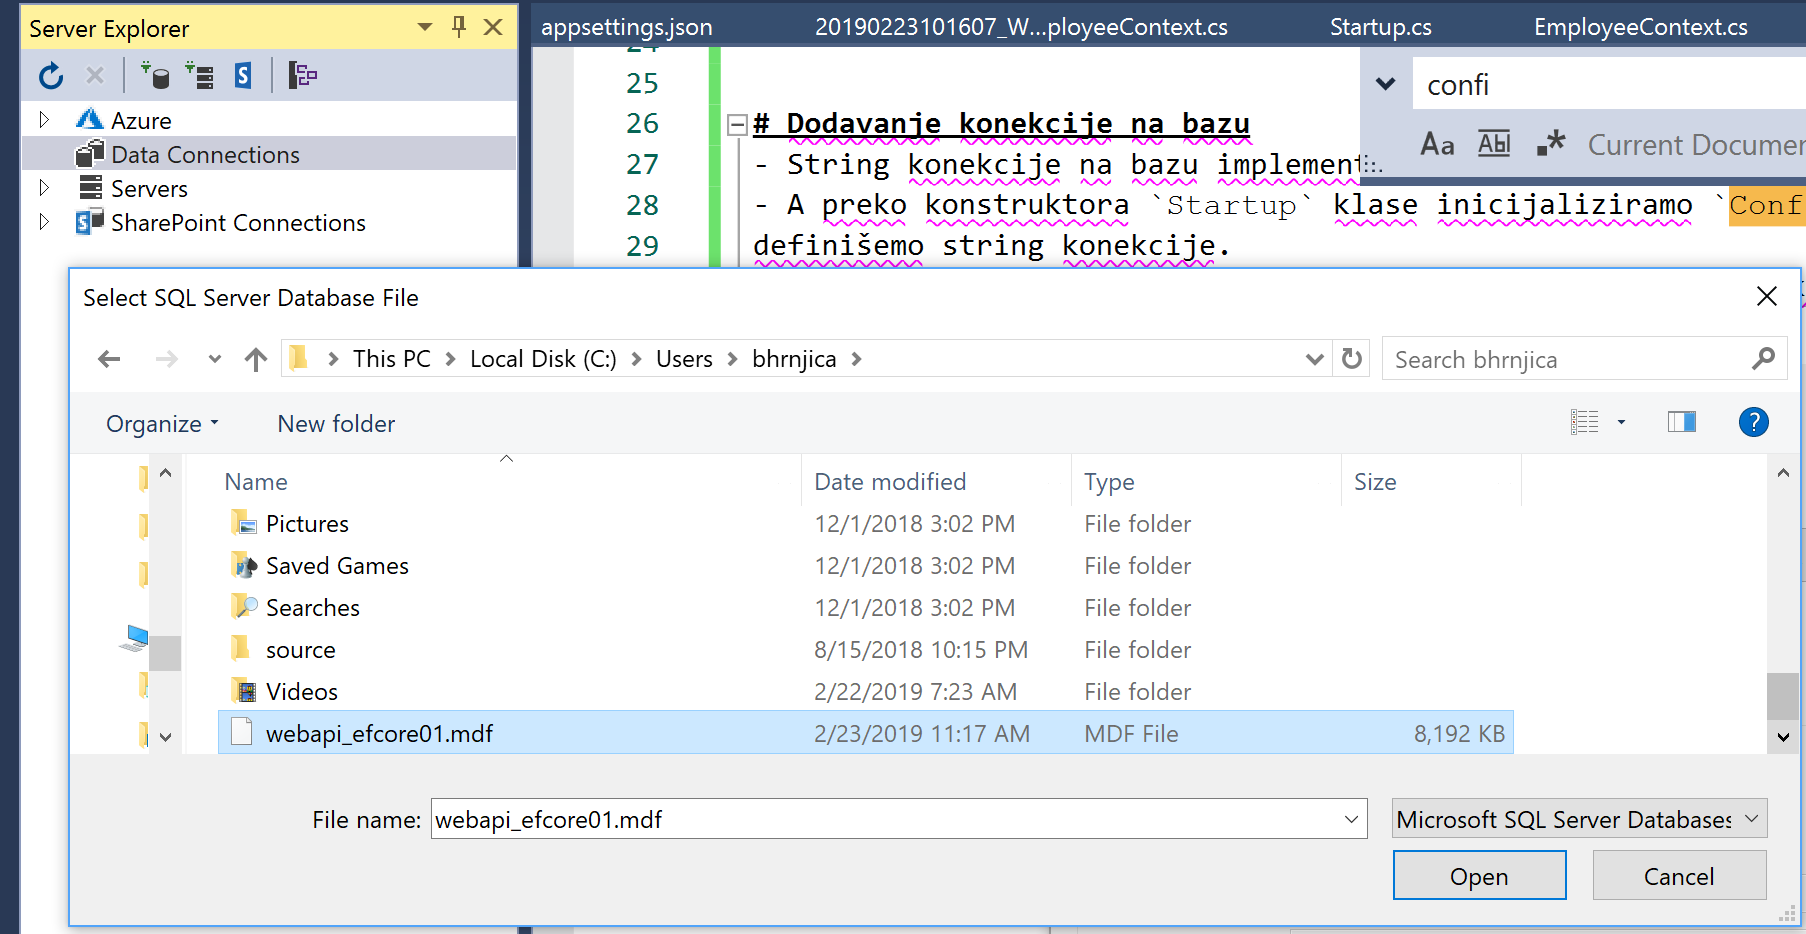 Server Explorer
appsettings.json
20190223101607_W...ployeeContext.cs
Startup.cs
EmployeeContext.cs
Azure
Data Connections
Servers
SharePoint Connections
25
26 # Dodavanje konekcije na bazu
27 - String konekcije na bazu implement
28 - A preko konstruktora `Startup` klase inicijaliziramo `Conf
29 definišemo string konekcije.
confi
Aa Abl .* Current Documen
Select SQL Server Database File
This PC > Local Disk (C:) > Users > bhrnjica >
Search bhrnjica
Organize
New folder
Name Date modified Type Size
Pictures 12/1/2018 3:02 PM File folder
Saved Games 12/1/2018 3:02 PM File folder
Searches 12/1/2018 3:02 PM File folder
source 8/15/2018 10:15 PM File folder
Videos 2/22/2019 7:23 AM File folder
webapi_efcore01.mdf 2/23/2019 11:17 AM MDF File 8,192 KB
File name: webapi_efcore01.mdf
Microsoft SQL Server Databases
Open
Cancel